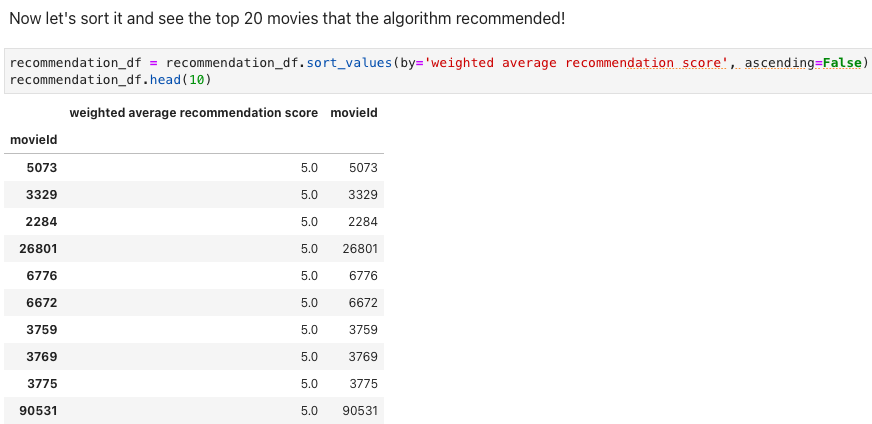 Now let's sort it and see the top 20 movies that the algorithm recommended!
recommendation_df = recommendation_df.sort_values(by='weighted average recommendation score', ascending=False)
recommendation_df.head(10)
weighted average recommendation score movieId
movieId
5073 5.0 5073
3329 5.0 3329
2284 5.0 2284
26801 5.0 26801
6776 5.0 6776
6672 5.0 6672
3759 5.0 3759
3769 5.0 3769
3775 5.0 3775
90531 5.0 90531